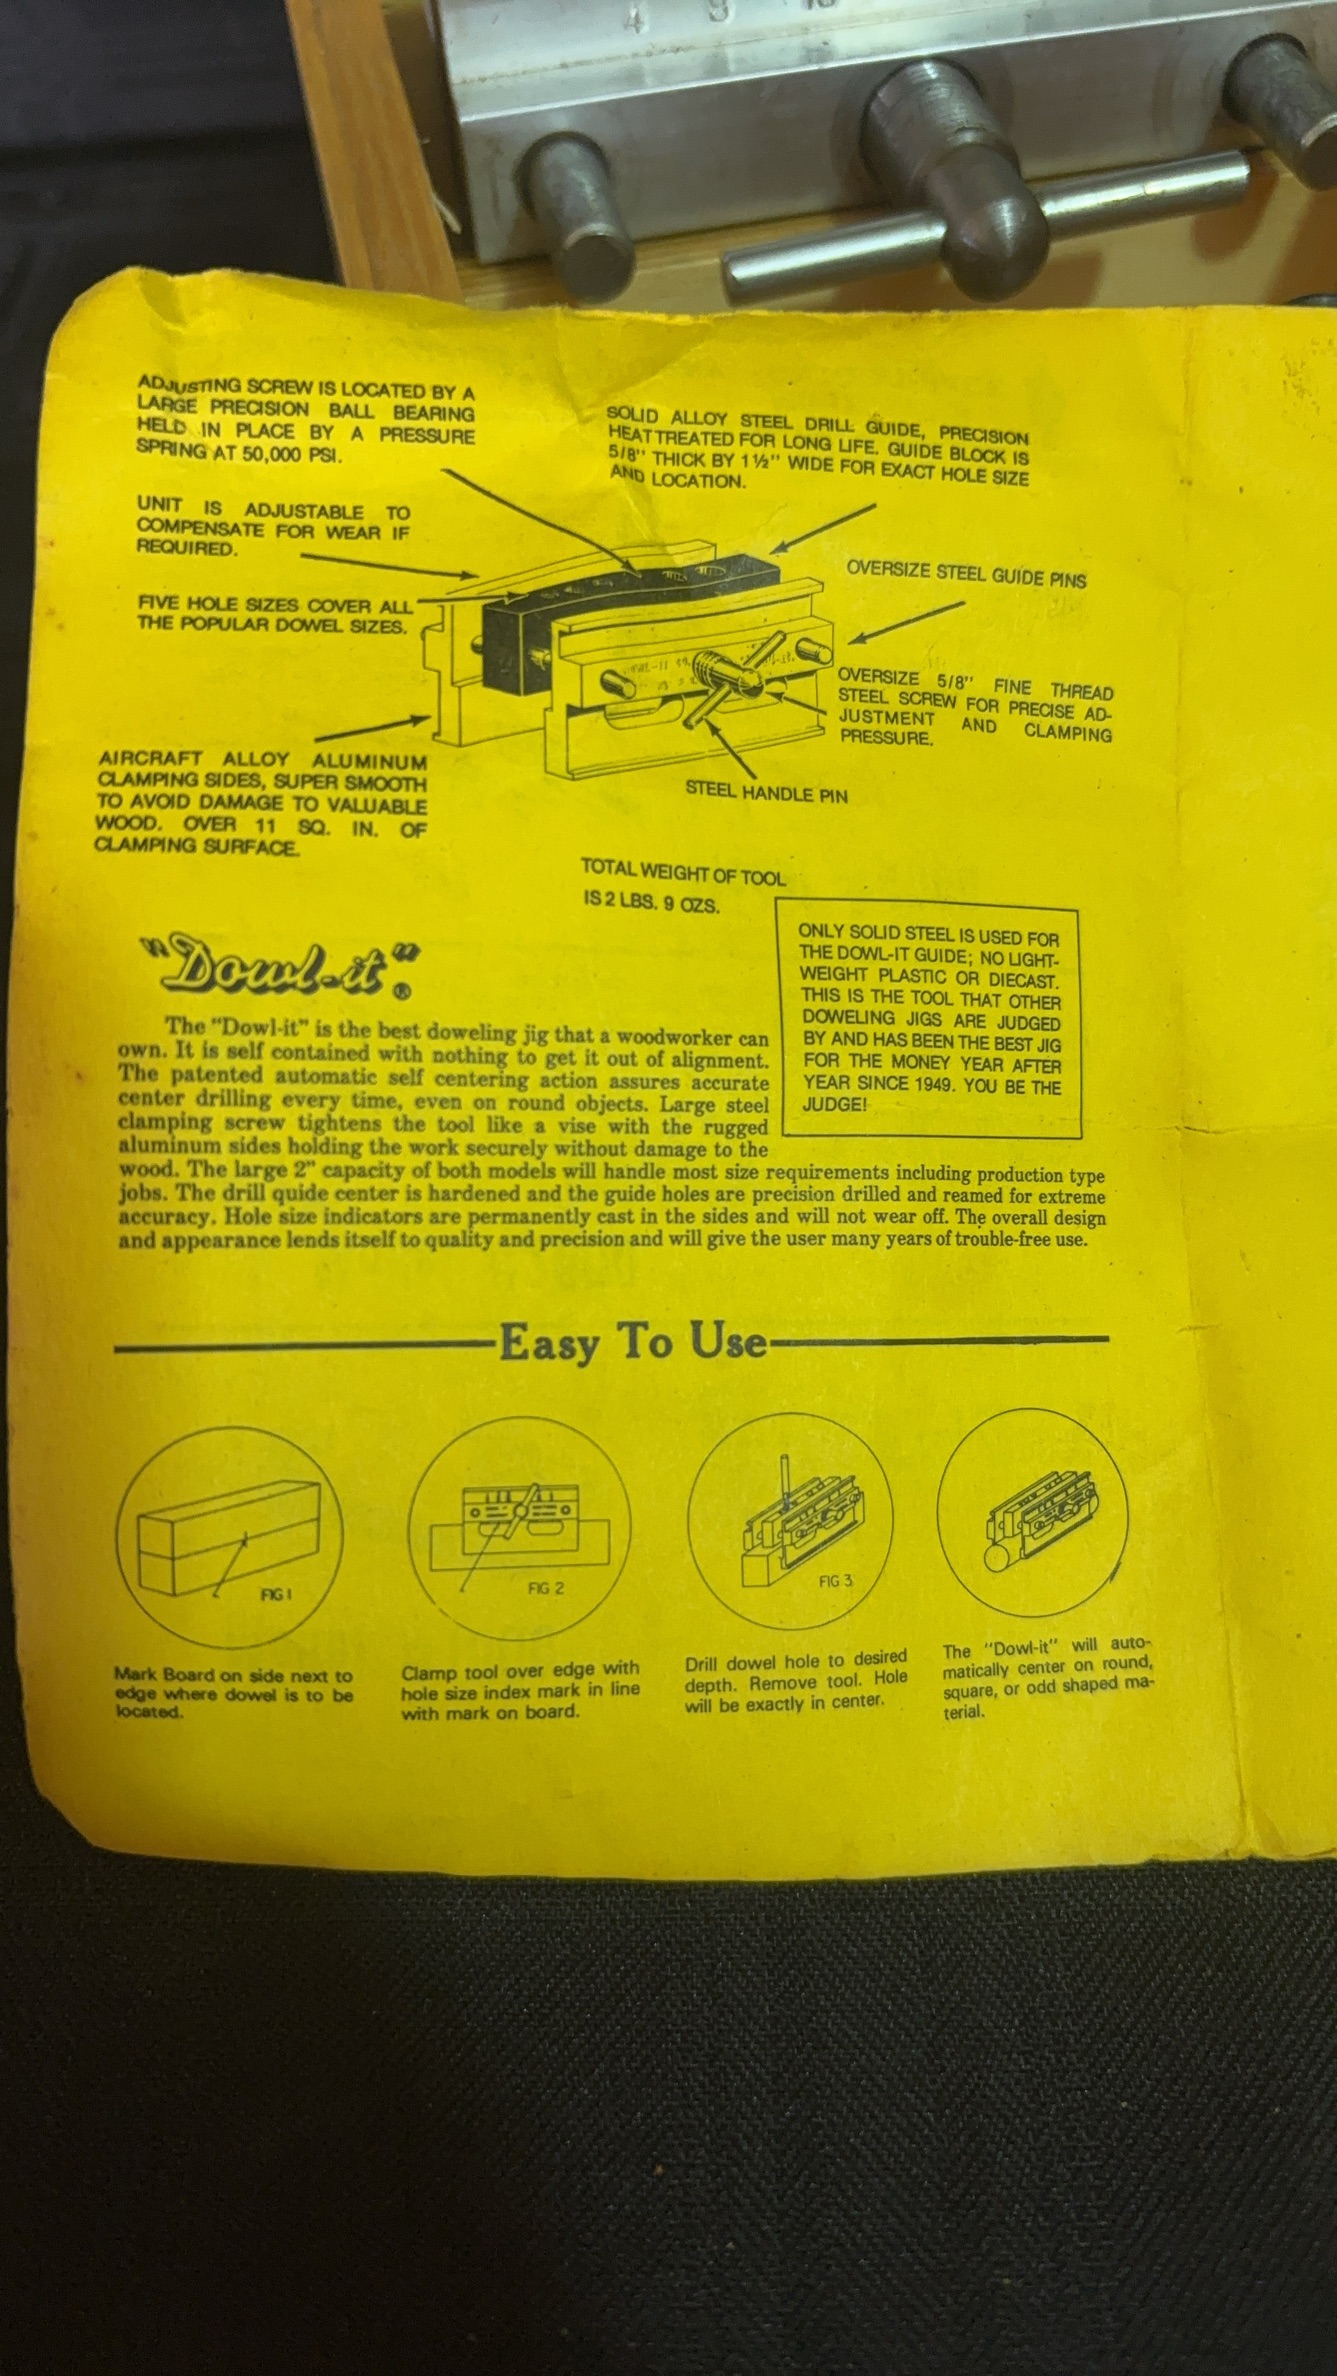 4
ADJUSTING SCREW IS LOCATED BY A
LARGE PRECISION BALL BEARING
HELD IN PLACE BY A PRESSURE
SPRING AT 50,000 PSI.
SOLID ALLOY STEEL DRILL GUIDE, PRECISION
HEATTREATED FOR LONG LIFE. GUIDE BLOCK IS
5/8" THICK BY 1½" WIDE FOR EXACT HOLE SIZE
AND LOCATION.
UNIT IS ADJUSTABLE TO
COMPENSATE FOR WEAR IF
REQUIRED.
OVERSIZE STEEL GUIDE PINS
FIVE HOLE SIZES COVER ALL
THE POPULAR DOWEL SIZES.
OVERSIZE 5/8" FINE THREAD
STEEL SCREW FOR PRECISE AD-
JUSTMENT AND CLAMPING
PRESSURE.
AIRCRAFT ALLOY ALUMINUM
CLAMPING SIDES, SUPER SMOOTH
TO AVOID DAMAGE TO VALUABLE
WOOD. OVER 11 SQ. IN. OF
CLAMPING SURFACE.
STEEL HANDLE PIN
TOTAL WEIGHT OF TOOL
IS 2 LBS. 9 OZS.
"Dowl-it"®
ONLY SOLID STEEL IS USED FOR
THE DOWL-IT GUIDE; NO LIGHT-
WEIGHT PLASTIC OR DIECAST.
THIS IS THE TOOL THAT OTHER
DOWELING JIGS ARE JUDGED
BY AND HAS BEEN THE BEST JIG
FOR THE MONEY YEAR AFTER
YEAR SINCE 1949. YOU BE THE
JUDGE!
The "Dowl-it" is the best doweling jig that a woodworker can
own. It is self contained with nothing to get it out of alignment.
The patented automatic self centering action assures accurate
center drilling every time, even on round objects. Large steel
clamping screw tightens the tool like a vise with the rugged
aluminum sides holding the work securely without damage to the
wood. The large 2" capacity of both models will handle most size requirements including production type
jobs. The drill quide center is hardened and the guide holes are precision drilled and reamed for extreme
accuracy. Hole size indicators are permanently cast in the sides and will not wear off. The overall design
and appearance lends itself to quality and precision and will give the user many years of trouble-free use.
Easy To Use
FIG 1
FIG 2
FIG 3
Mark Board on side next to
edge where dowel is to be
located.
Clamp tool over edge with
hole size index mark in line
with mark on board.
Drill dowel hole to desired
depth. Remove tool. Hole
will be exactly in center.
The "Dowl-it" will auto-
matically center on round,
square, or odd shaped ma-
terial.